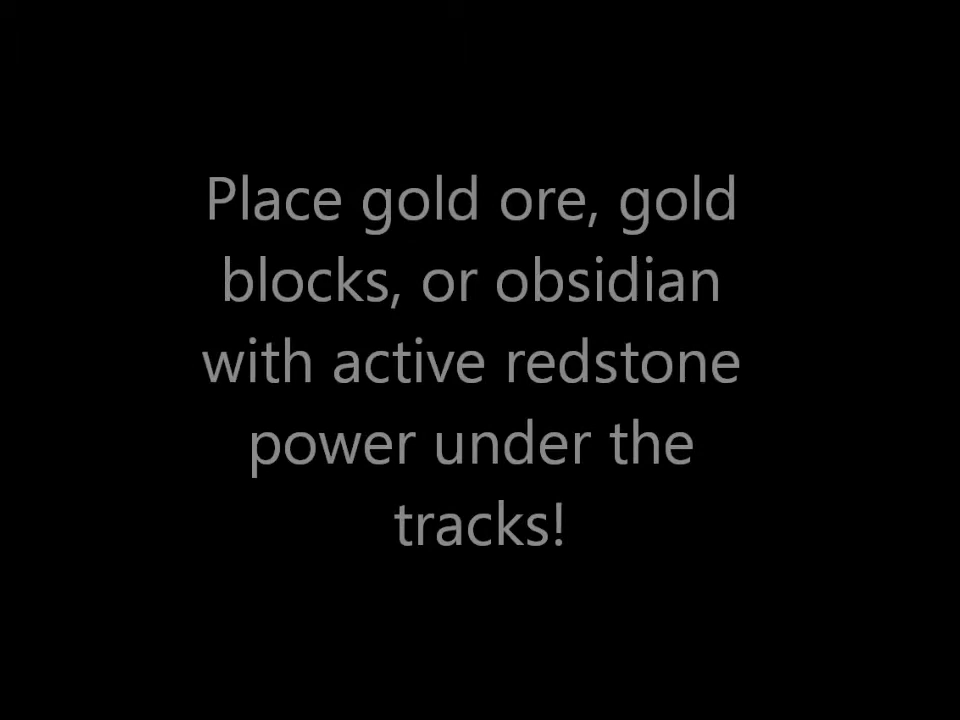 Place gold ore, gold
blocks, or obsidian
with active redstone
power under the
tracks!